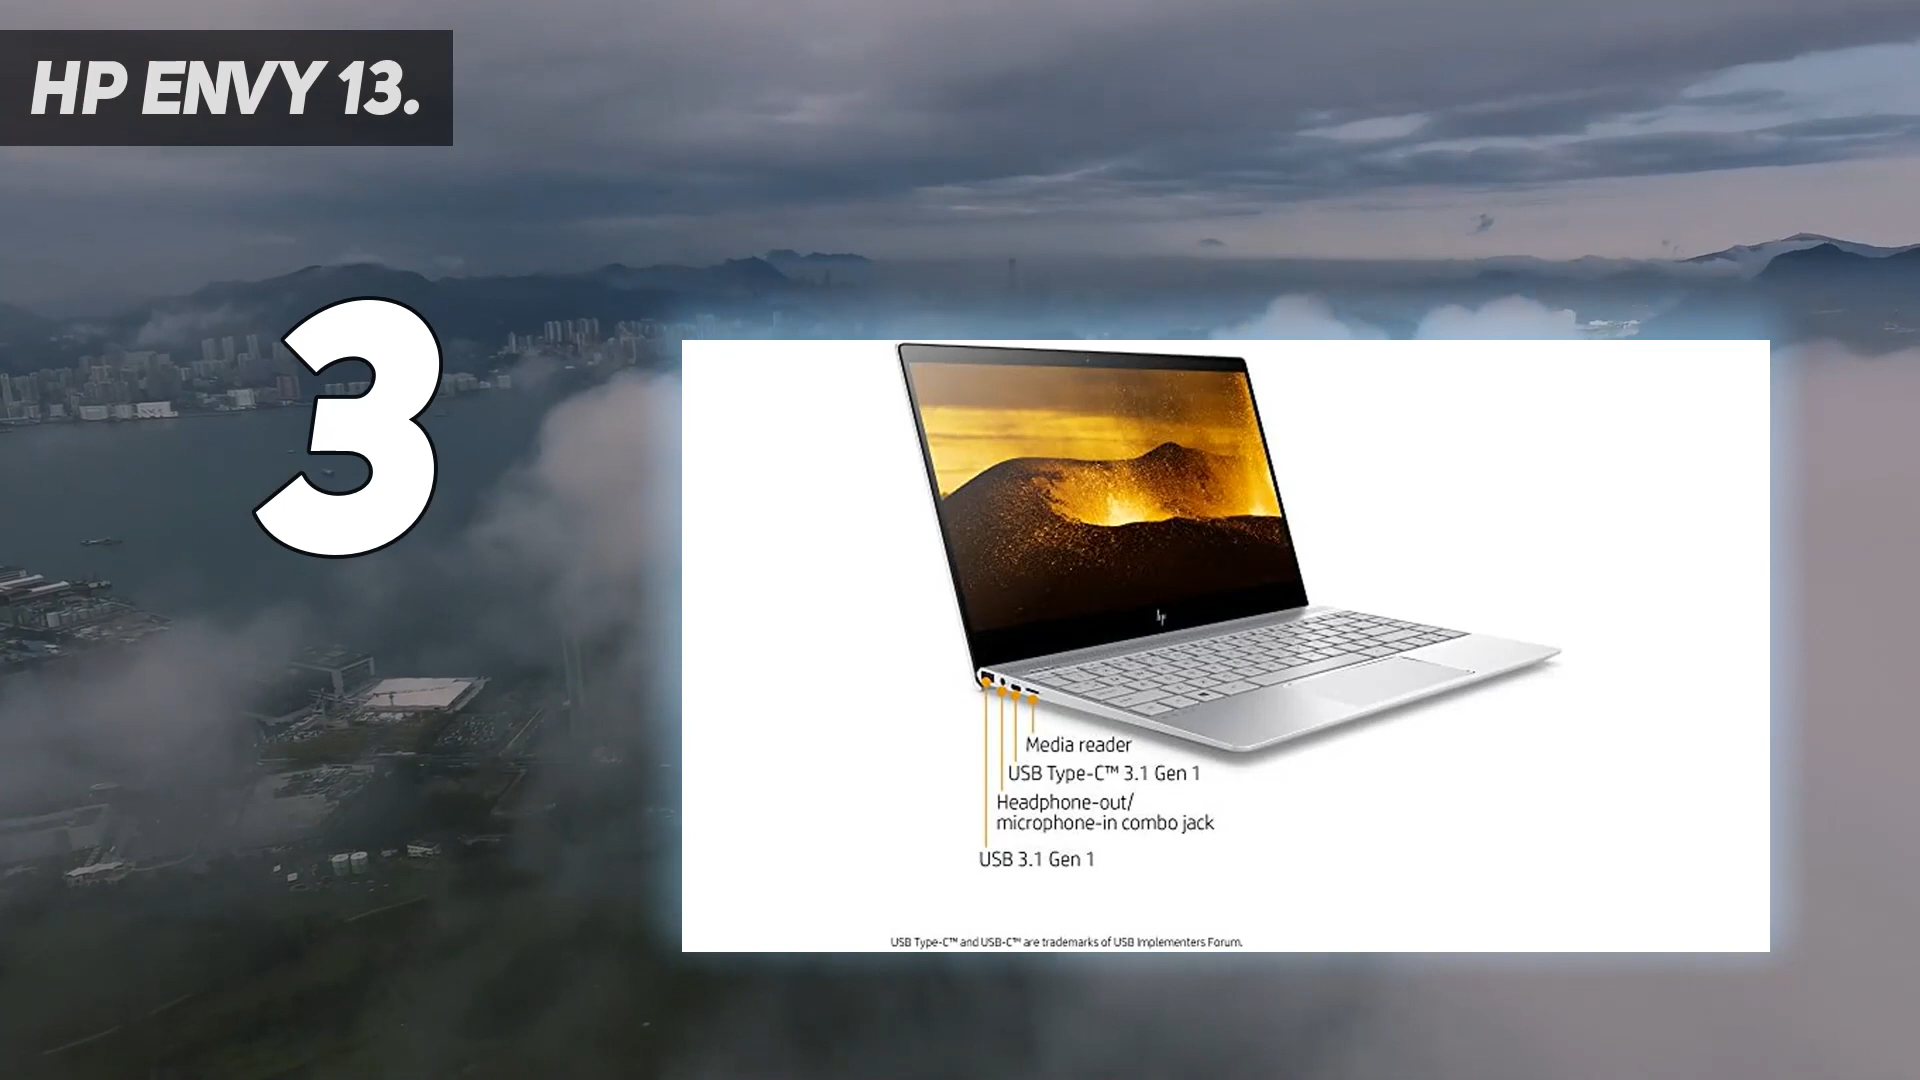 HP ENVY 13.
3
hp
Media reader
USB Type-C™ 3.1 Gen 1
Headphone-out/
microphone-in combo jack
USB 3.1 Gen 1
USB Type-C™ and USB-C™ are trademarks of USB Implementers Forum.